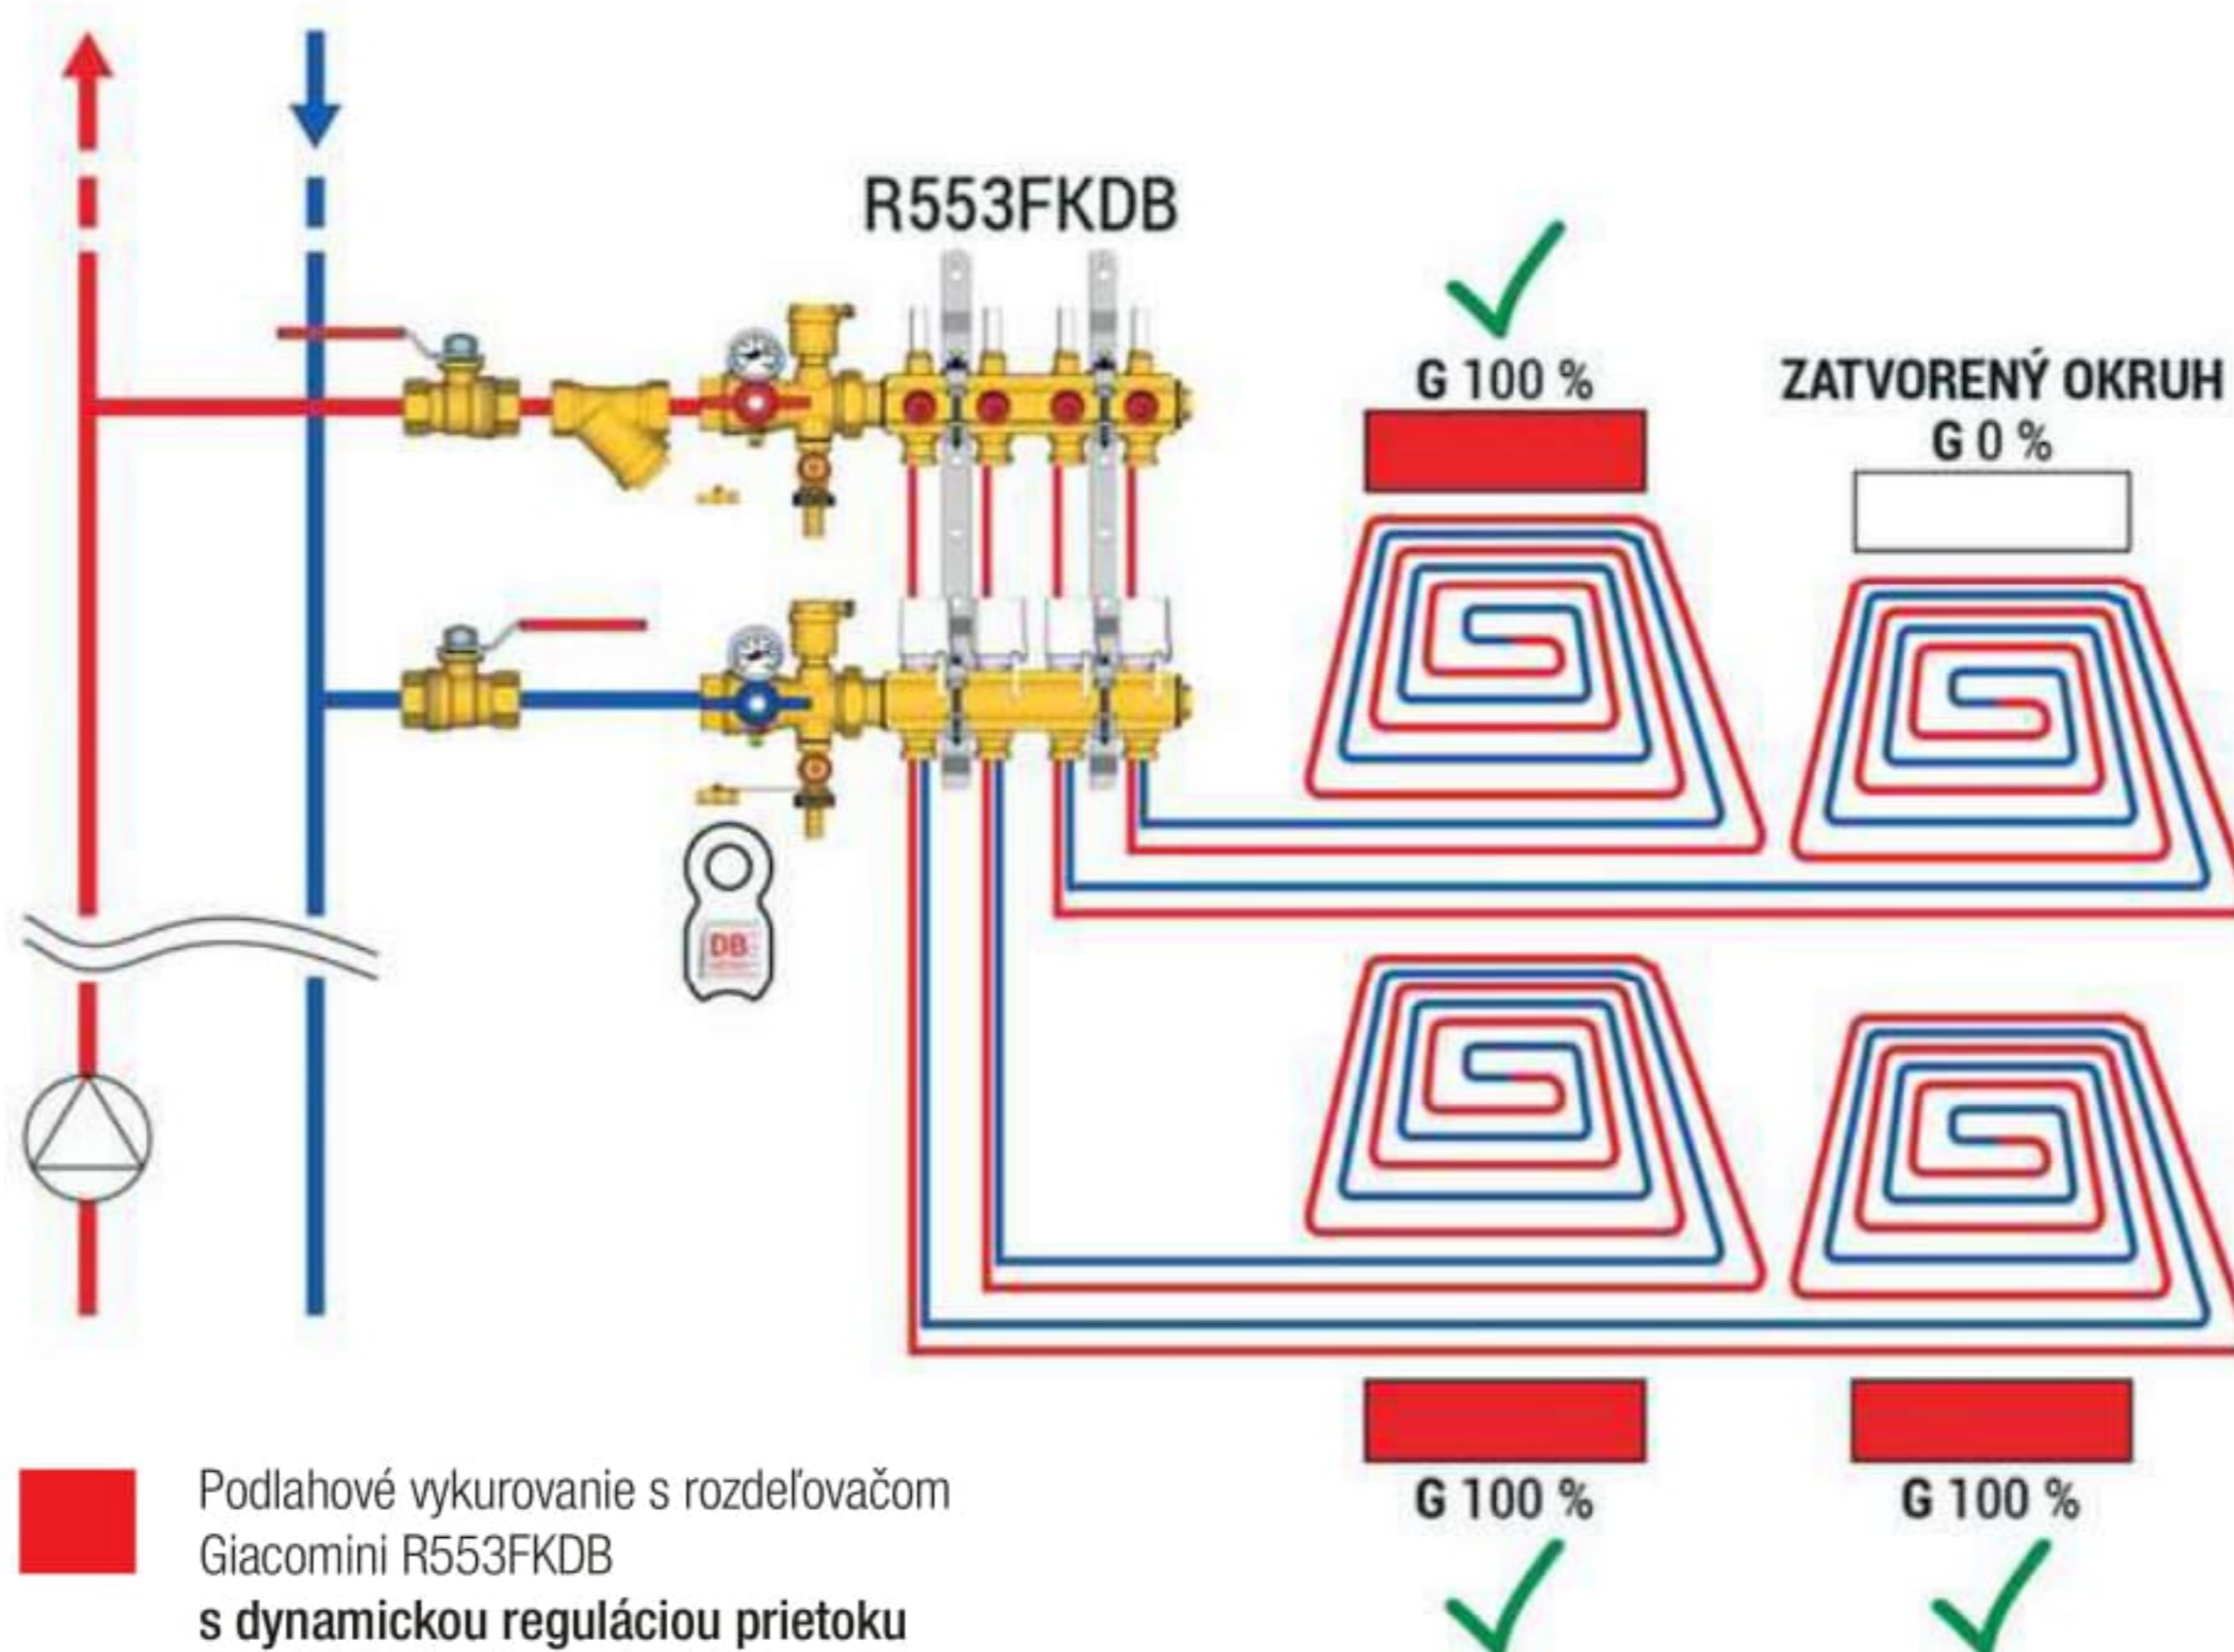 R553FKDB
G 100 %
ZATVORENÝ OKRUH
G 0 %
DB
G 100 %
G 100 %
Podlahové vykurovanie s rozdeľovačom
Giacomini R553FKDB
s dynamickou reguláciou prietoku